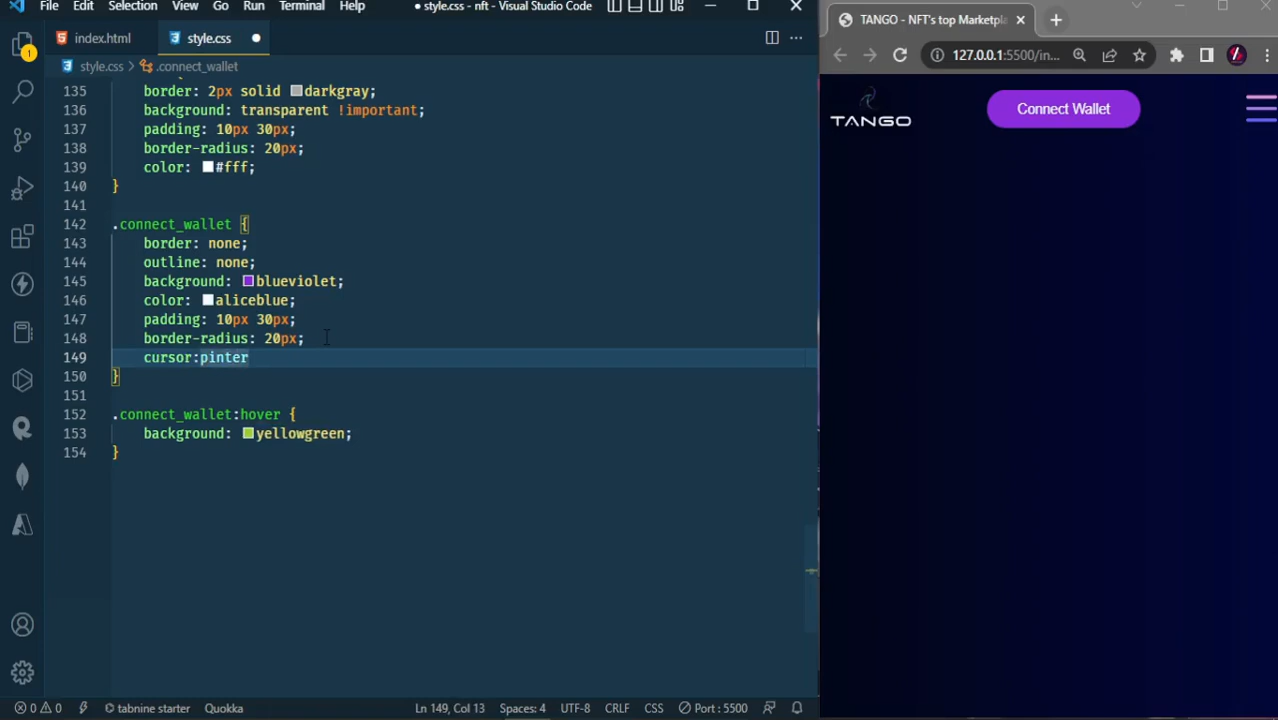 File Edit Selection View Go Run Terminal Help
● style.css - nft - Visual Studio Code
index.html
style.css ●
style.css > .connect_wallet
1
135 border: 2px solid darkgray;
136 background: transparent !important;
137 padding: 10px 30px;
138 border-radius: 20px;
139 color: #fff;
140 }
141
142 .connect_wallet {
143 border: none;
144 outline: none;
145 background: blueviolet;
146 color: aliceblue;
147 padding: 10px 30px;
148 border-radius: 20px;
149 cursor:pinter
150 }
151
152 .connect_wallet:hover {
153 background: yellowgreen;
154 }
0 0 tabnine starter Quokka Ln 149, Col 13 Spaces: 4 UTF-8 CRLF CSS Port : 5500
TANGO - NFT's top Marketpla
127.0.0.1:5500/in...
TANGO
Connect Wallet